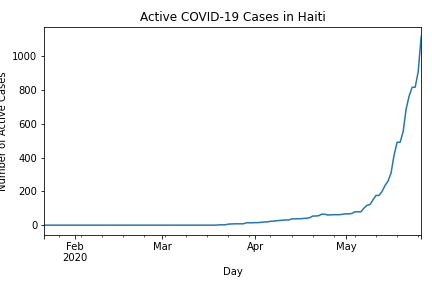 Active COVID-19 Cases in Haiti
Number of Active Cases
1000
800
600
400
200
0
Feb
2020
Mar
Apr
May
Day